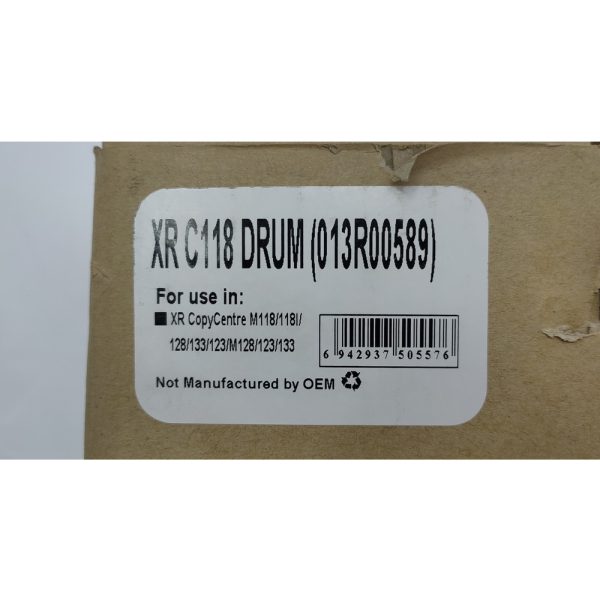 XR C118 DRUM (013R00589)
For use in:
XR CopyCentre M118/118I/
128/133/123/M128/123/133
6 942937 505576
Not Manufactured by OEM